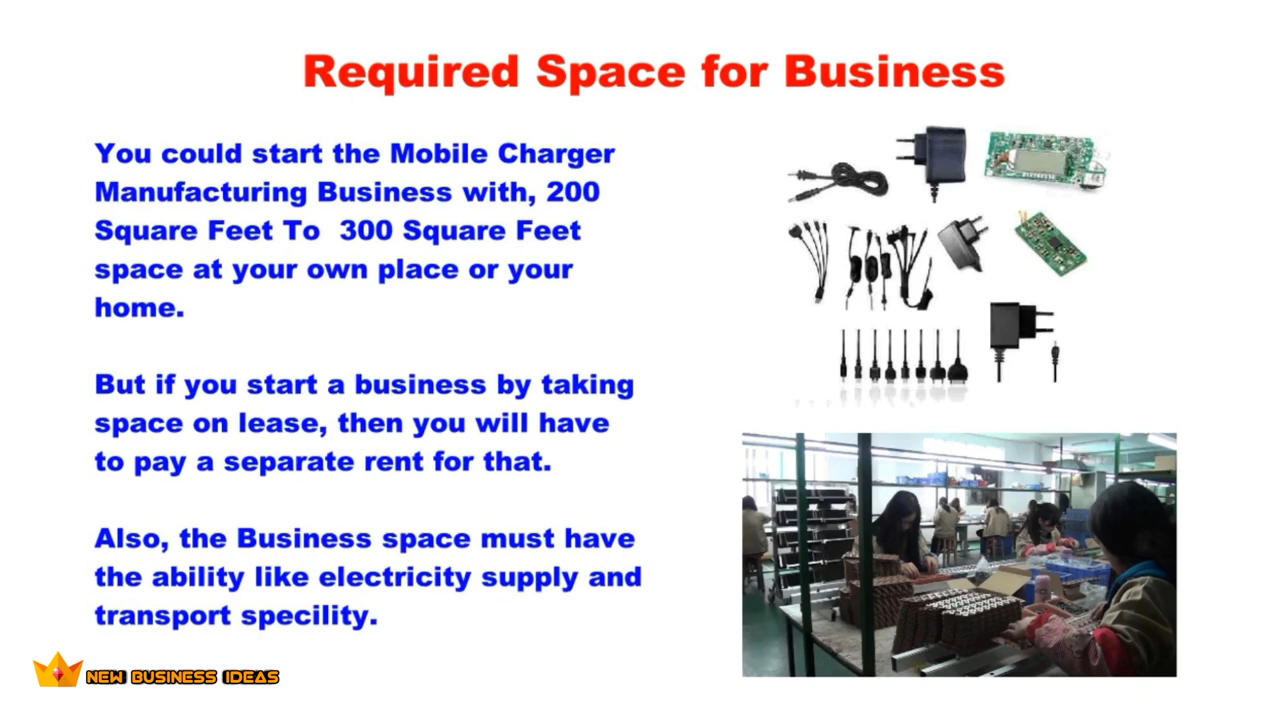 Required Space for Business
You could start the Mobile Charger
Manufacturing Business with, 200
Square Feet To  300 Square Feet
space at your own place or your
home.
But if you start a business by taking
space on lease, then you will have
to pay a separate rent for that.
Also, the Business space must have
the ability like electricity supply and
transport specility.
NEW BUSINESS IDEAS